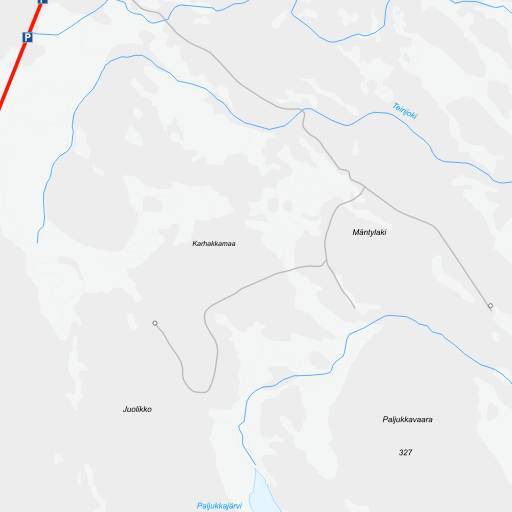 P
P
Teirijoki
Mäntylaki
Karhakkamaa
Juolikko
Paljukkavaara
327
Paljukkajärvi